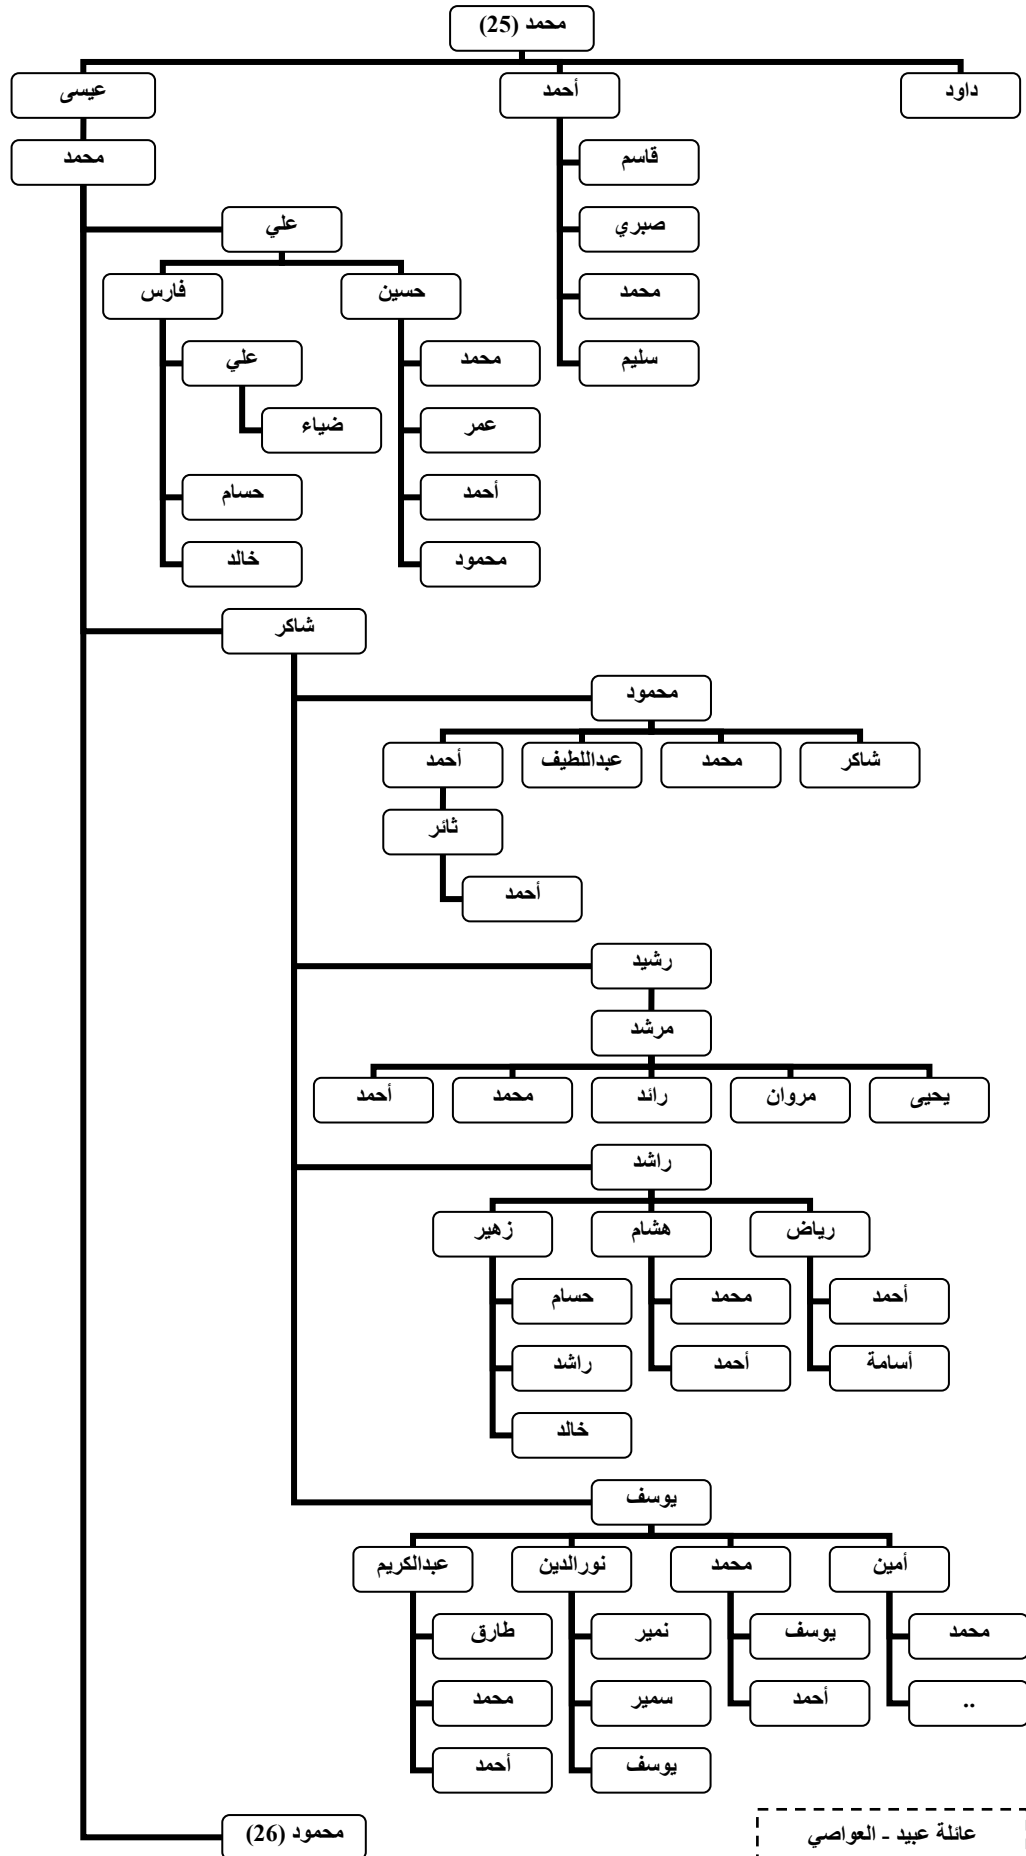 محمد (25)
داود
أحمد
عيسى
قاسم
محمد
صبري
علي
محمد
حسين
فارس
سليم
محمد
علي
عمر
ضياء
أحمد
حسام
محمود
خالد
شاكر
محمود
شاكر
محمد
عبداللطيف
أحمد
ثائر
أحمد
رشيد
مرشد
يحيى
مروان
رائد
محمد
أحمد
راشد
رياض
هشام
زهير
أحمد
محمد
حسام
أسامة
أحمد
راشد
خالد
يوسف
أمين
محمد
نورالدين
عبدالكريم
محمد
يوسف
نمير
طارق
..
أحمد
سمير
محمد
يوسف
أحمد
محمود (26)
عائلة عبيد - العواصي